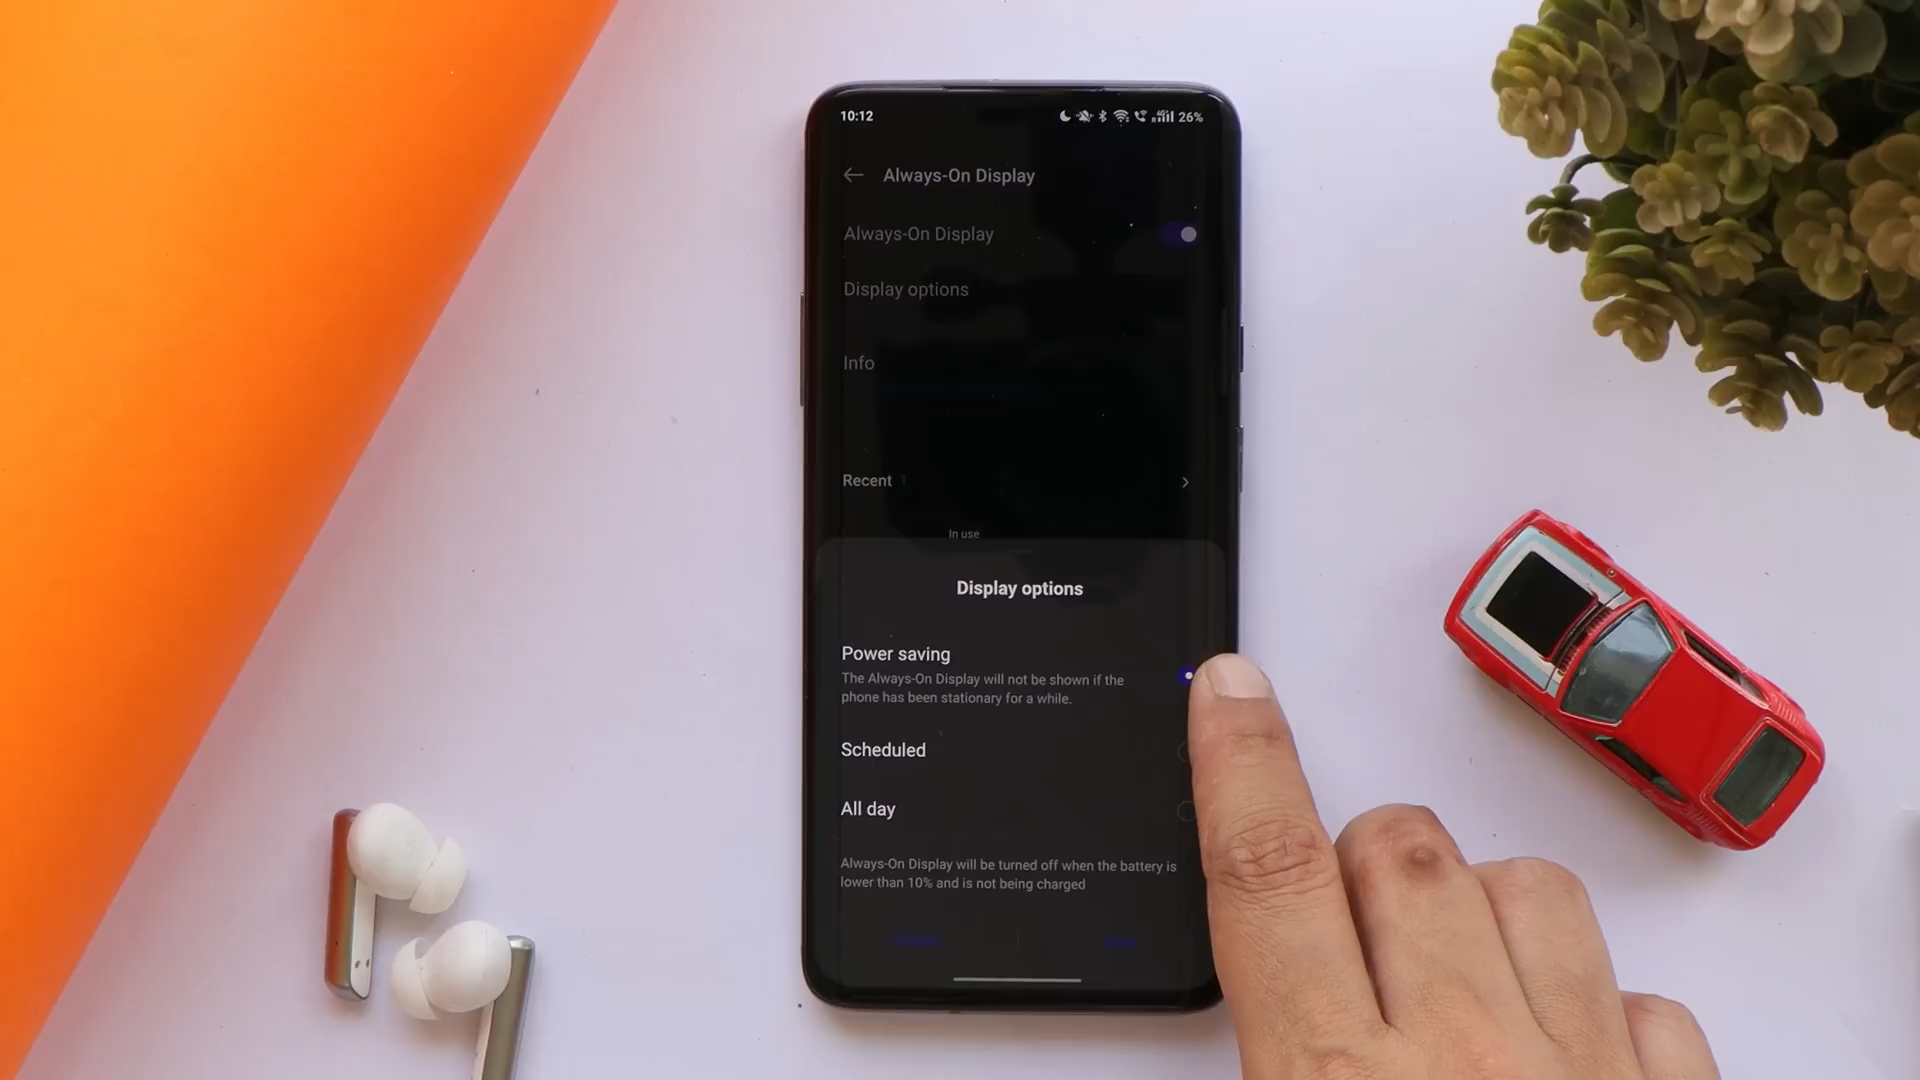 10:12
26%
Always-On Display
Always-On Display
Display options
Info
Recent
In use
Display options
Power saving
The Always-On Display will not be shown if the
phone has been stationary for a while.
Scheduled
All day
Always-On Display will be turned off when the battery is
lower than 10% and is not being charged